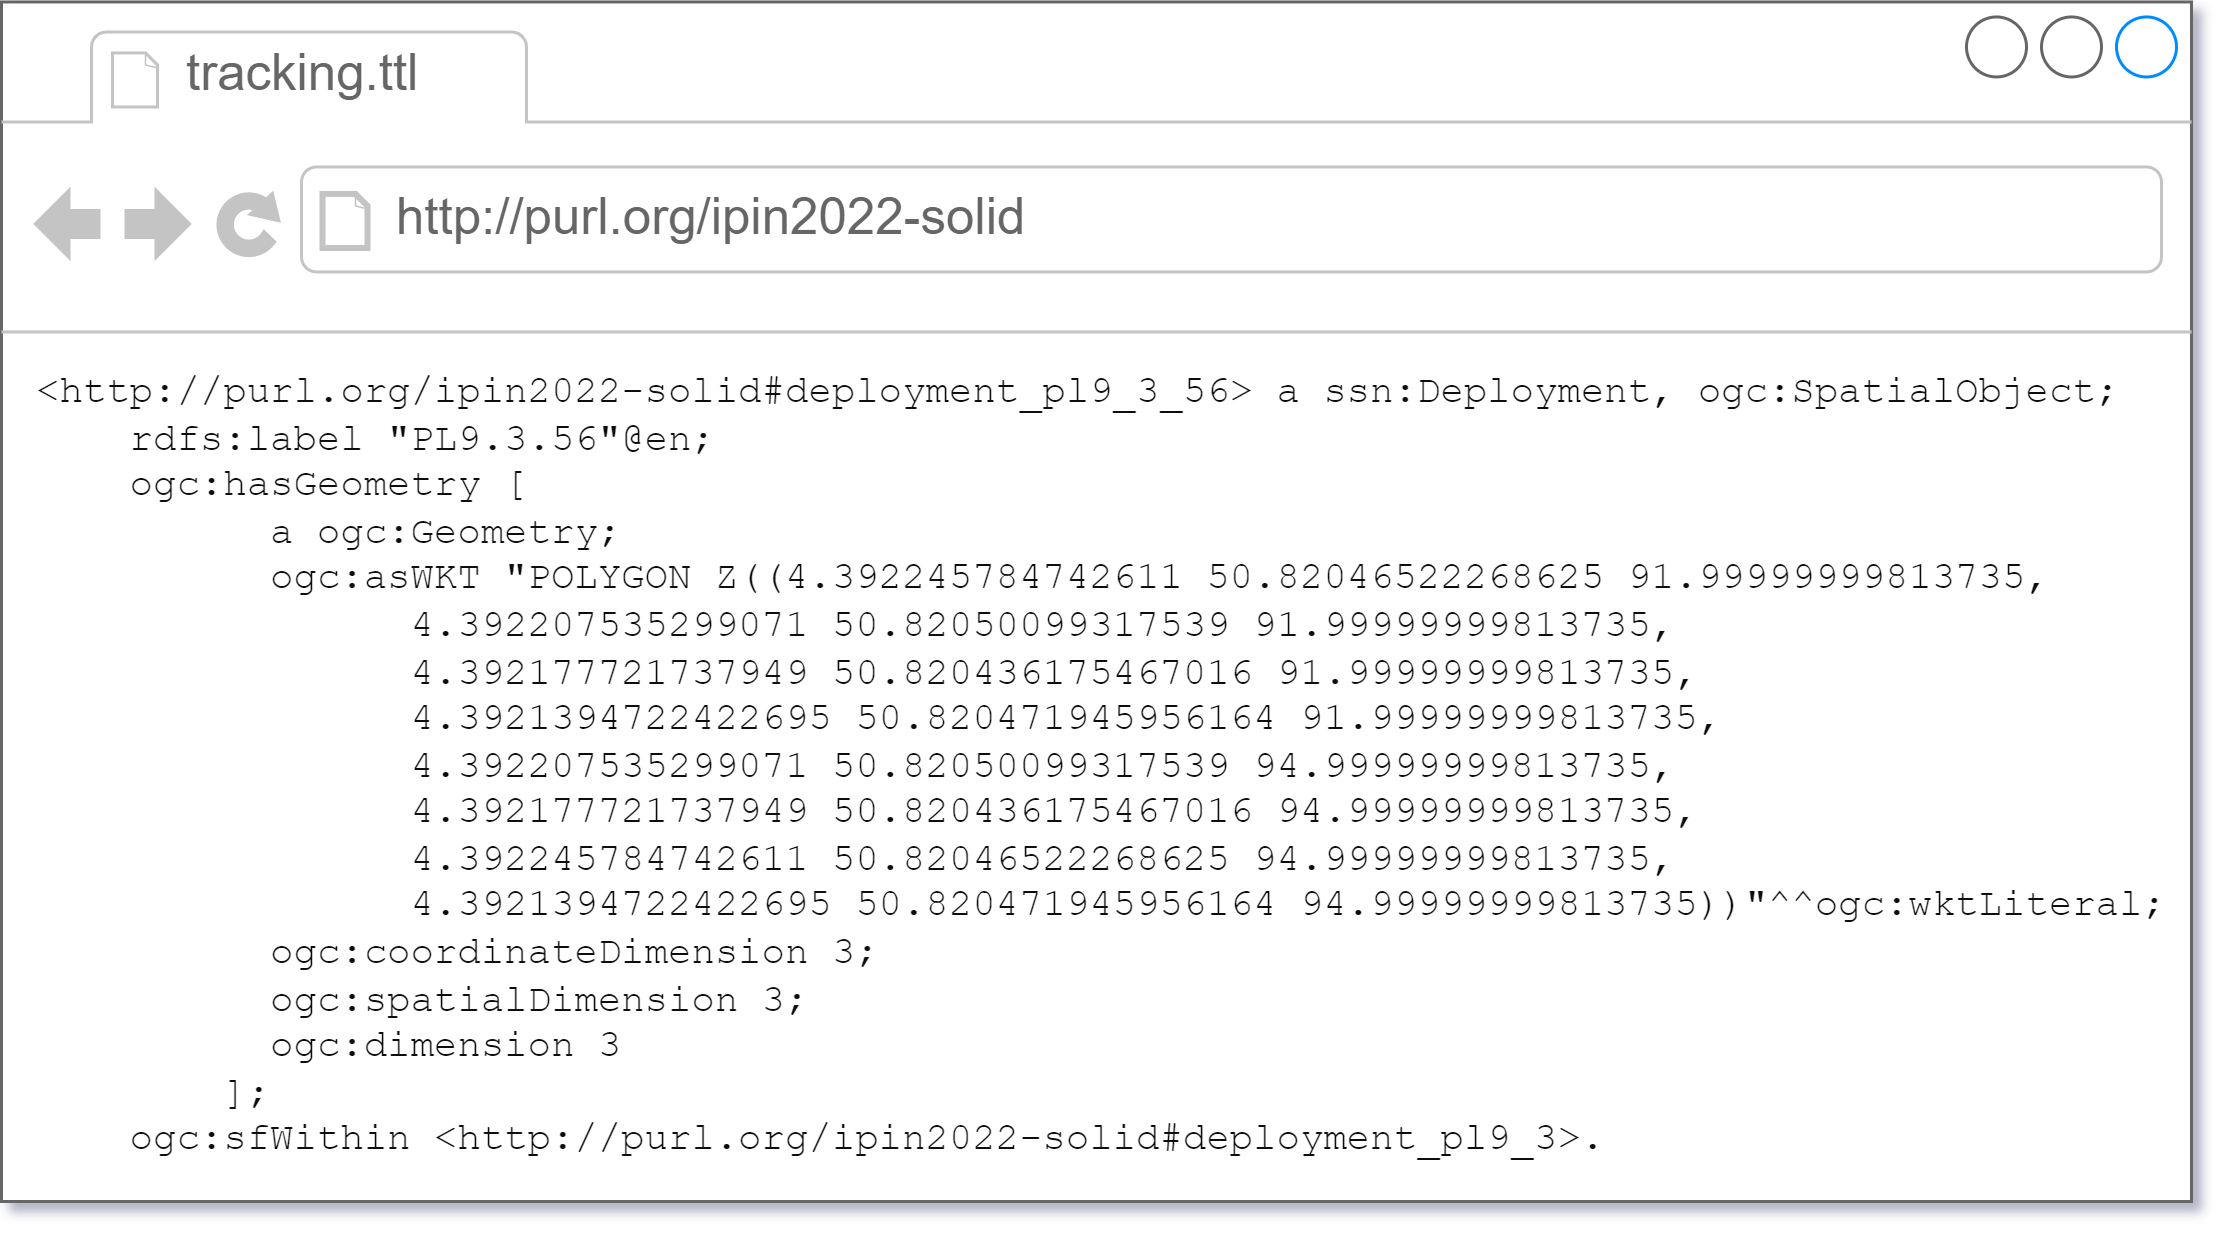 tracking.ttl
http://purl.org/ipin2022-solid
<http://purl.org/ipin2022-solid#deployment_pl9_3_56> a ssn:Deployment, ogc:SpatialObject;
rdfs:label "PL9.3.56"@en;
ogc:hasGeometry [
a ogc:Geometry;
ogc:asWKT "POLYGON Z((4.392245784742611 50.82046522268625 91.99999999813735,
4.392207535299071 50.82050099317539 91.99999999813735,
4.392177721737949 50.820436175467016 91.99999999813735,
4.3921394722422695 50.820471945956164 91.99999999813735,
4.392207535299071 50.82050099317539 94.99999999813735,
4.392177721737949 50.820436175467016 94.99999999813735,
4.392245784742611 50.82046522268625 94.99999999813735,
4.3921394722422695 50.820471945956164 94.99999999813735))"^^ogc:wktLiteral;
ogc:coordinateDimension 3;
ogc:spatialDimension 3;
ogc:dimension 3
];
ogc:sfWithin <http://purl.org/ipin2022-solid#deployment_pl9_3>.